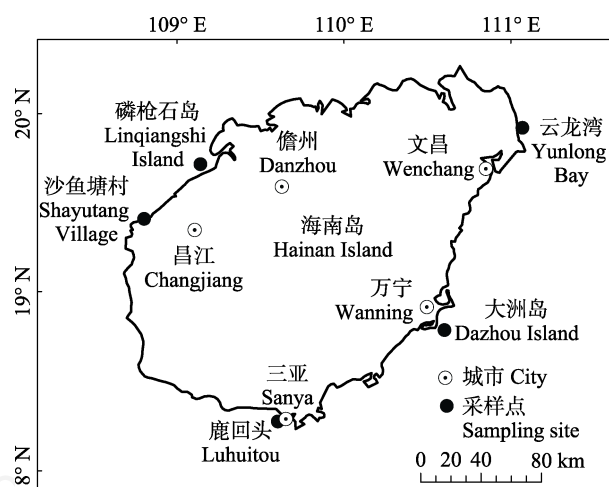 109° E
110° E
111° E
20° N
19° N
8° N
磷枪石岛
Linqiangshi
Island
儋州
Danzhou
文昌
Wenchang
云龙湾
Yunlong
Bay
沙鱼塘村
Shayutang
Village
昌江
Changjiang
海南岛
Hainan Island
万宁
Wanning
大洲岛
Dazhou Island
三亚
Sanya
鹿回头
Luhuitou
城市 City
采样点
Sampling site
0 20 40 80 km